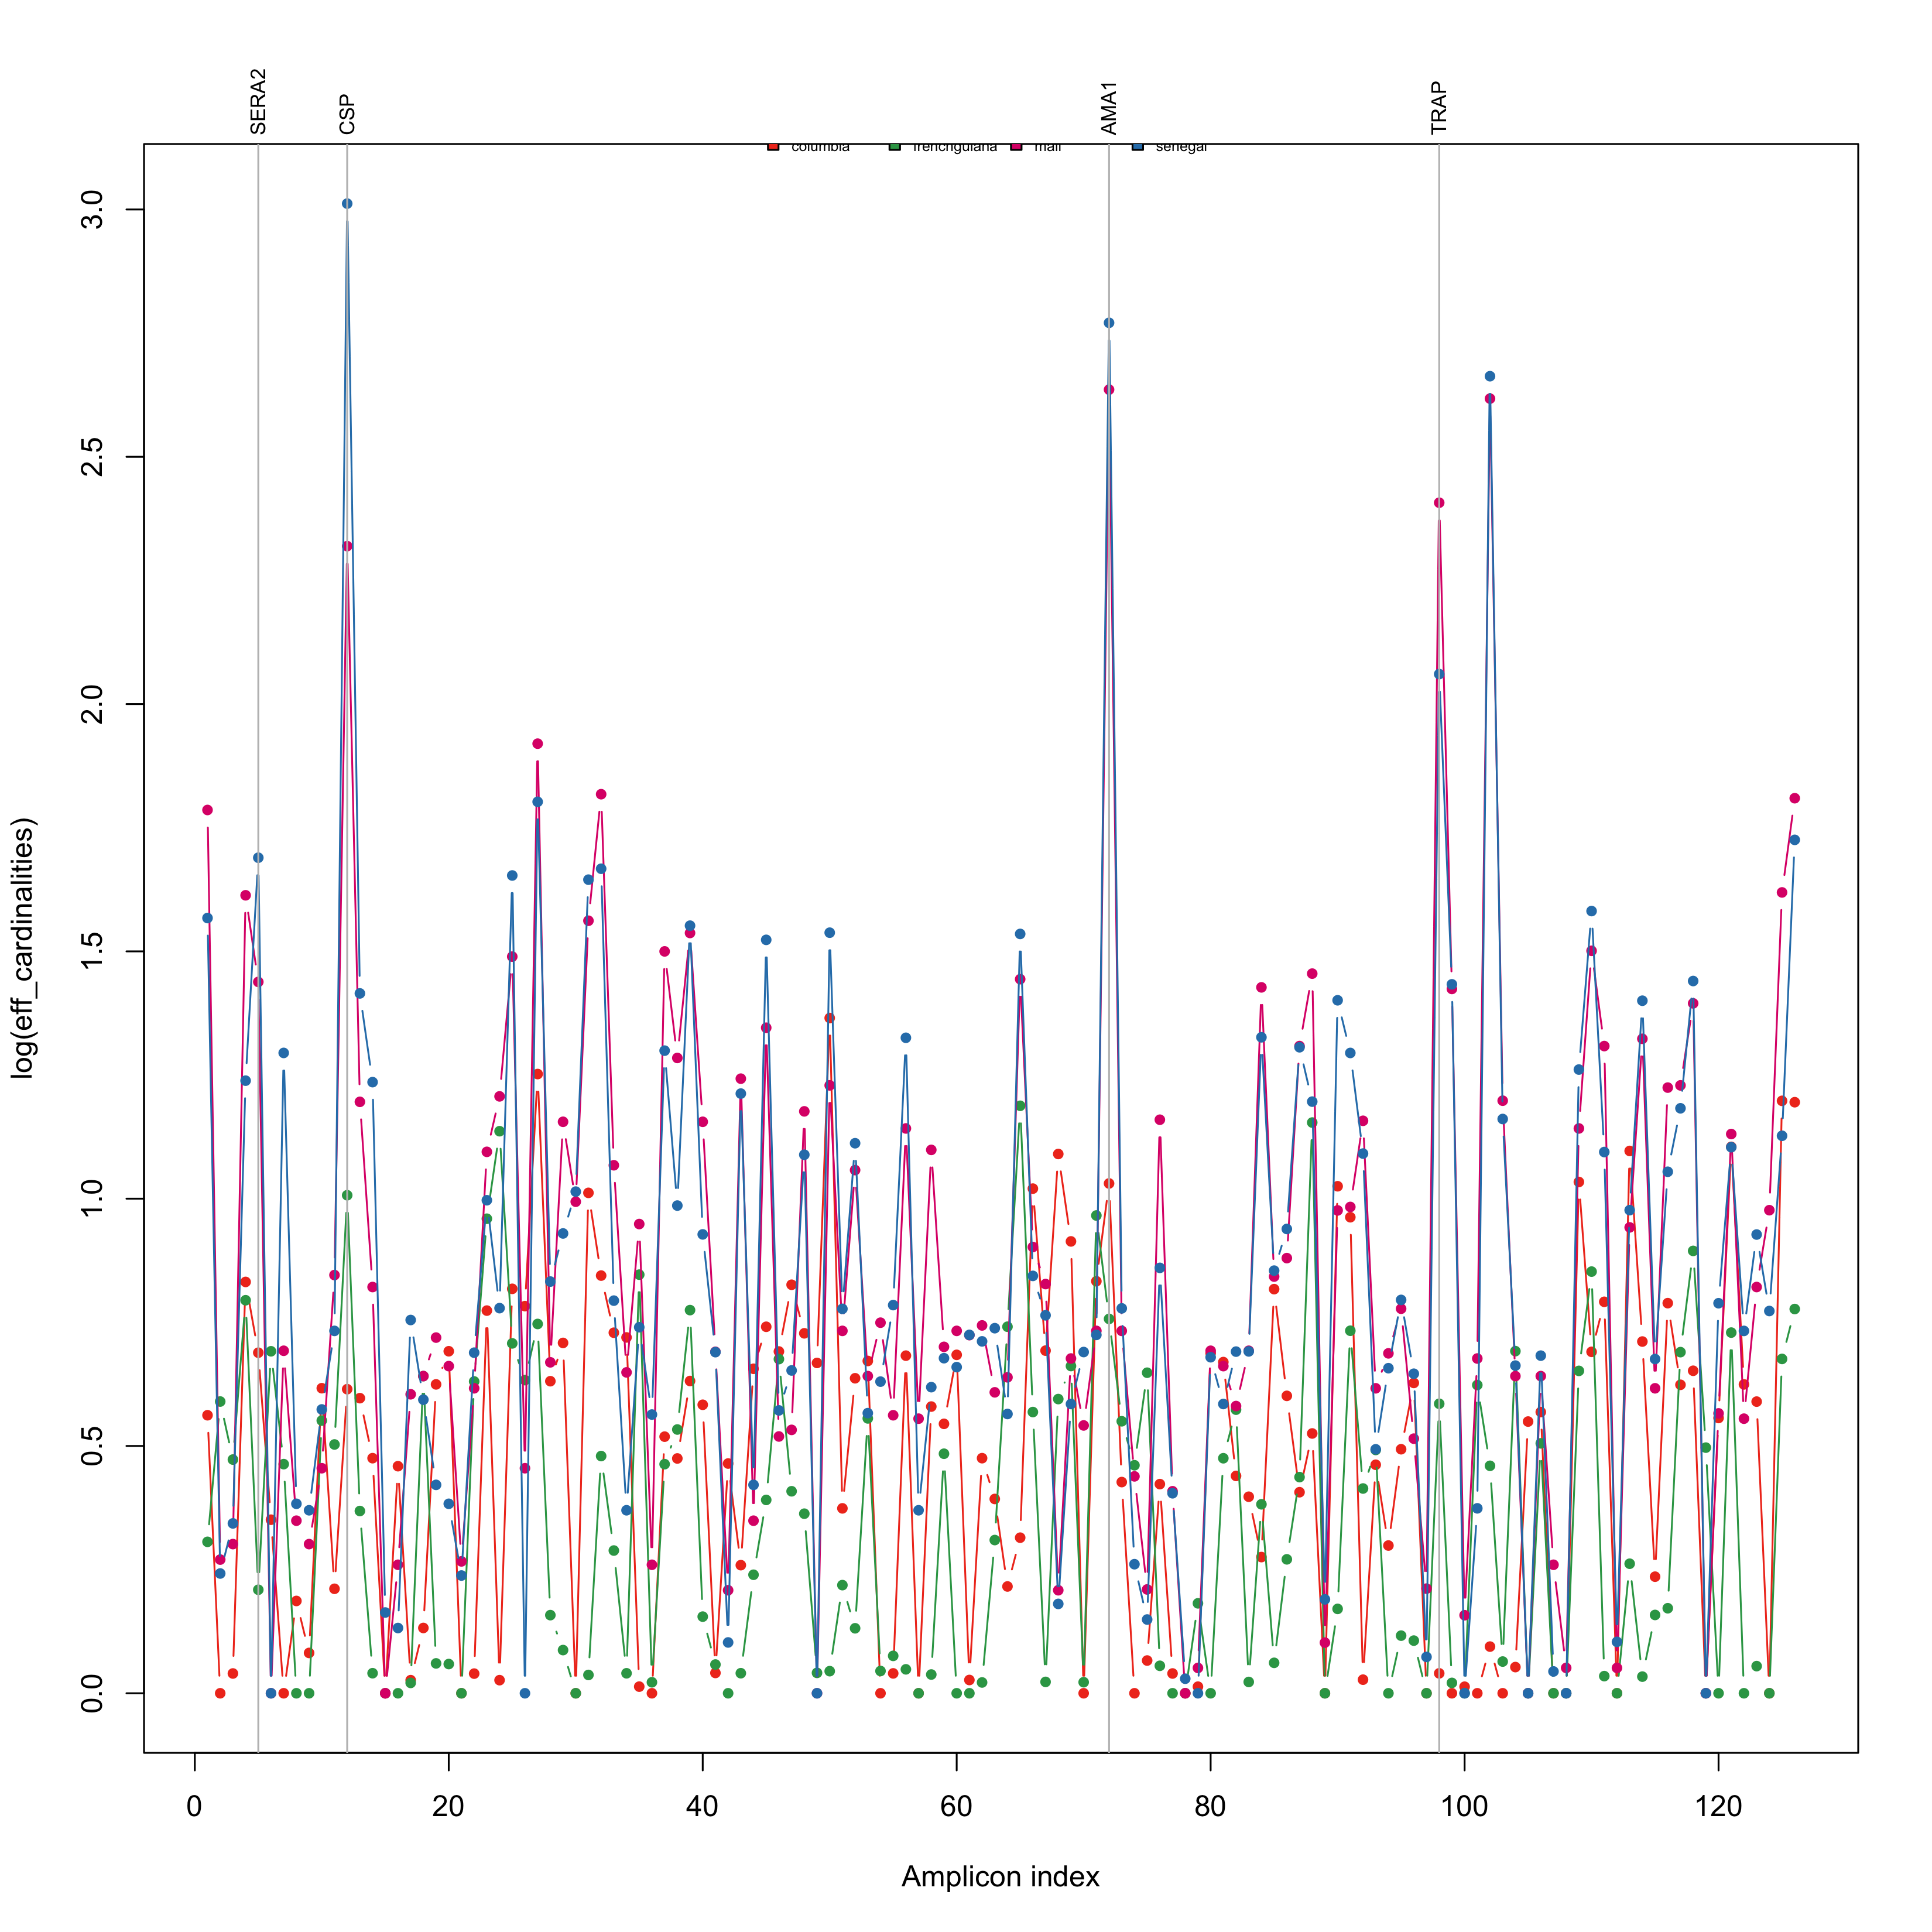 SERA2 CSP AMA1 TRAP
columbia frenchguiana mali senegal
3.0
2.5
2.0
1.5
1.0
0.5
0.0
log(eff_cardinalities)
0 20 40 60 80 100 120
Amplicon index